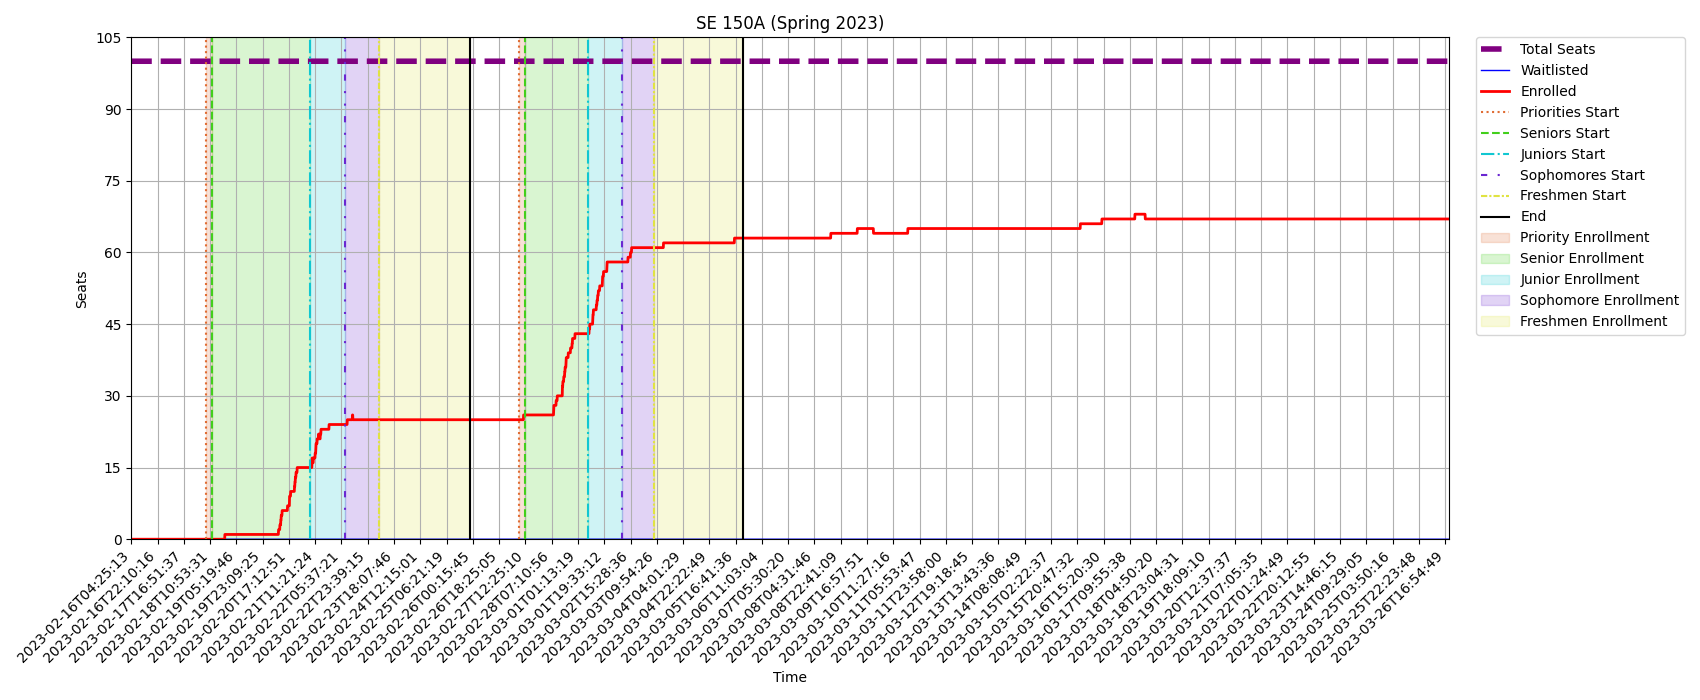 SE 150A (Spring 2023)
105
90
75
60
45
30
15
0
Seats
Total Seats
Waitlisted
Enrolled
Priorities Start
Seniors Start
Juniors Start
Sophomores Start
Freshmen Start
End
Priority Enrollment
Senior Enrollment
Junior Enrollment
Sophomore Enrollment
Freshmen Enrollment
2023-02-16T04:25:13
2023-02-16T22:10:16
2023-02-17T16:51:37
2023-02-18T10:53:31
2023-02-19T05:19:46
2023-02-19T23:09:25
2023-02-20T17:12:51
2023-02-21T11:21:24
2023-02-22T05:37:21
2023-02-22T23:39:15
2023-02-23T18:07:46
2023-02-24T12:15:01
2023-02-25T06:21:19
2023-02-26T00:15:45
2023-02-26T18:25:05
2023-02-27T12:25:10
2023-02-28T07:10:56
2023-03-01T01:13:19
2023-03-01T19:33:12
2023-03-02T15:28:36
2023-03-03T09:54:26
2023-03-04T04:01:29
2023-03-04T22:22:49
2023-03-05T16:41:36
2023-03-06T11:03:04
2023-03-07T05:30:20
2023-03-08T04:31:46
2023-03-08T22:41:09
2023-03-09T16:57:51
2023-03-10T11:27:16
2023-03-11T05:53:47
2023-03-11T23:58:00
2023-03-12T19:18:45
2023-03-13T13:43:36
2023-03-14T08:08:49
2023-03-15T02:22:37
2023-03-15T20:47:32
2023-03-16T15:20:30
2023-03-17T09:55:38
2023-03-18T04:50:20
2023-03-18T23:04:31
2023-03-19T18:09:10
2023-03-20T12:37:37
2023-03-21T07:05:35
2023-03-22T01:24:49
2023-03-22T20:12:55
2023-03-23T14:46:15
2023-03-24T09:29:05
2023-03-25T03:50:16
2023-03-25T22:23:48
2023-03-26T16:54:49
Time